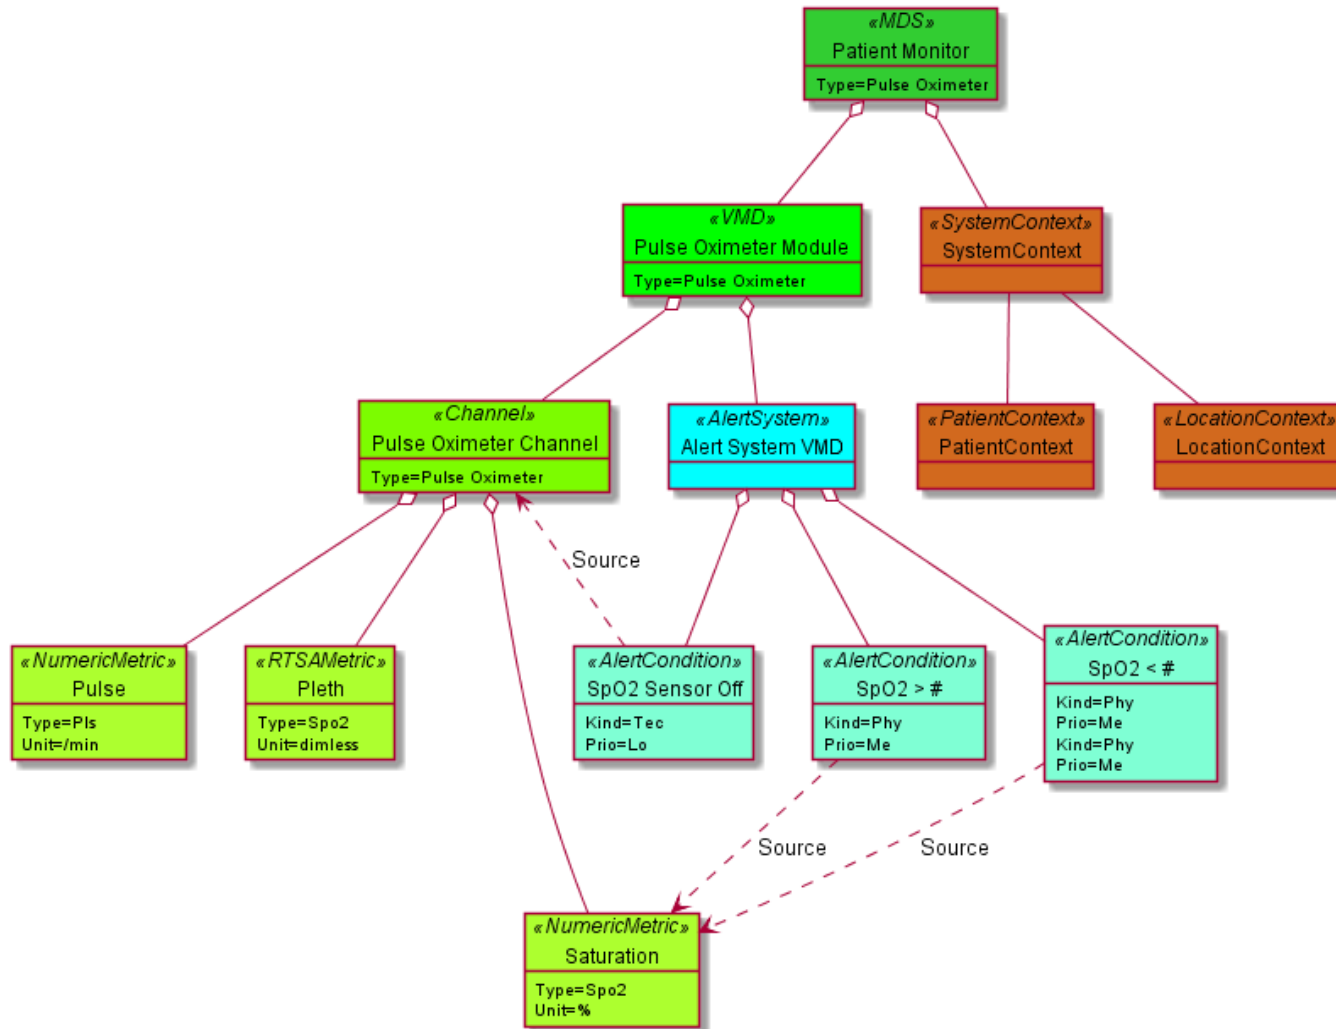 «MDS»
Patient Monitor
Type=Pulse Oximeter
«VMD»
Pulse Oximeter Module
Type=Pulse Oximeter
«SystemContext»
SystemContext
«Channel»
Pulse Oximeter Channel
Type=Pulse Oximeter
«AlertSystem»
Alert System VMD
«PatientContext»
PatientContext
«LocationContext»
LocationContext
Source
«NumericMetric»
Pulse
Type=Pls
Unit=/min
«RTSAMetric»
Pleth
Type=Spo2
Unit=dimless
«AlertCondition»
SpO2 Sensor Off
Kind=Tec
Prio=Lo
«AlertCondition»
SpO2 > #
Kind=Phy
Prio=Me
«AlertCondition»
SpO2 < #
Kind=Phy
Prio=Me
Kind=Phy
Prio=Me
Source
Source
«NumericMetric»
Saturation
Type=Spo2
Unit=%